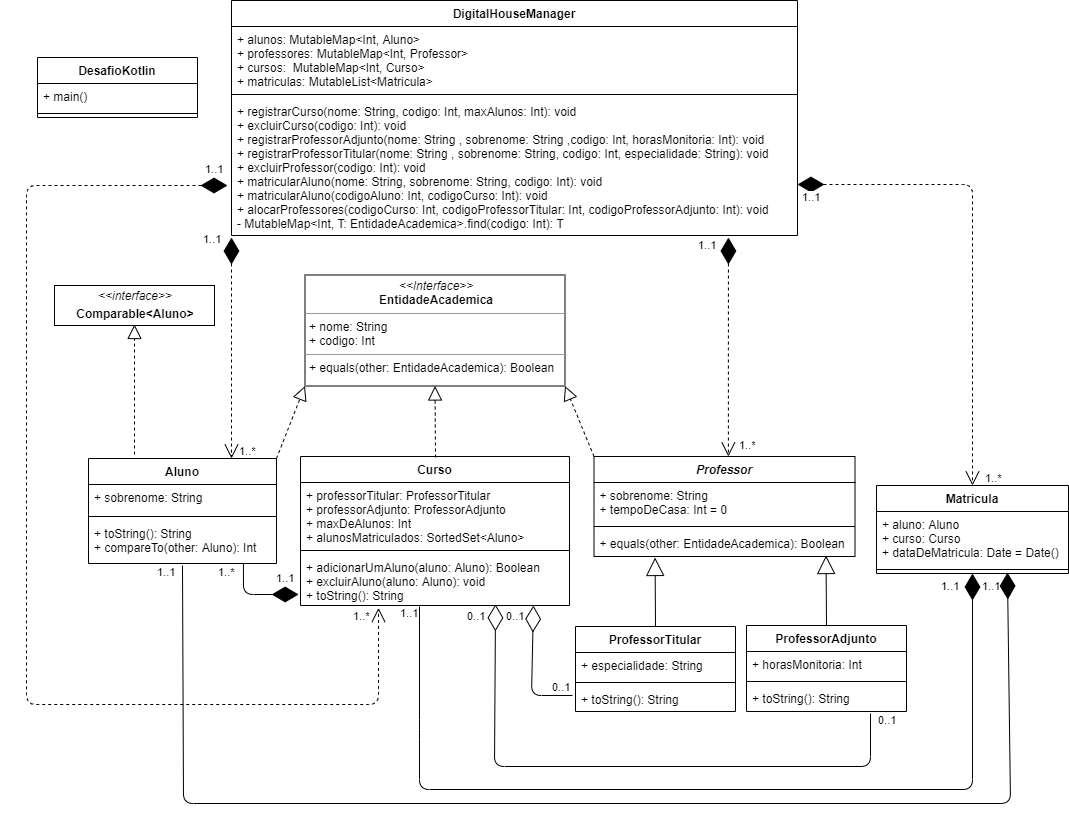 DigitalHouseManager
+ alunos: MutableMap<Int, Aluno>
+ professores: MutableMap<Int, Professor>
+ cursos:  MutableMap<Int, Curso>
+ matriculas: MutableList<Matricula>
+ registrarCurso(nome: String, codigo: Int, maxAlunos: Int): void
+ excluirCurso(codigo: Int): void
+ registrarProfessorAdjunto(nome: String , sobrenome: String ,codigo: Int, horasMonitoria: Int): void
+ registrarProfessorTitular(nome: String , sobrenome: String, codigo: Int, especialidade: String): void
+ excluirProfessor(codigo: Int): void
+ matricularAluno(nome: String, sobrenome: String, codigo: Int): void
+ matricularAluno(codigoAluno: Int, codigoCurso: Int): void
+ alocarProfessores(codigoCurso: Int, codigoProfessorTitular: Int, codigoProfessorAdjunto: Int): void
- MutableMap<Int, T: EntidadeAcademica>.find(codigo: Int): T
DesafioKotlin
+ main()
1..1
1..1
1..1
1..1
<<interface>>
Comparable<Aluno>
<<Interface>>
EntidadeAcademica
+ nome: String
+ codigo: Int
+ equals(other: EntidadeAcademica): Boolean
1..*
1..*
1..*
Aluno
+ sobrenome: String
+ toString(): String
+ compareTo(other: Aluno): Int
Curso
+ professorTitular: ProfessorTitular
+ professorAdjunto: ProfessorAdjunto
+ maxDeAlunos: Int
+ alunosMatriculados: SortedSet<Aluno>
+ adicionarUmAluno(aluno: Aluno): Boolean
+ excluirAluno(aluno: Aluno): void
+ toString(): String
Professor
+ sobrenome: String
+ tempoDeCasa: Int = 0
+ equals(other: EntidadeAcademica): Boolean
Matricula
+ aluno: Aluno
+ curso: Curso
+ dataDeMatricula: Date = Date()
1..1
1..*
1..1
1..*
1..1
0..1
0..1
1..1
1..1
ProfessorTitular
+ especialidade: String
+ toString(): String
ProfessorAdjunto
+ horasMonitoria: Int
+ toString(): String
0..1
0..1